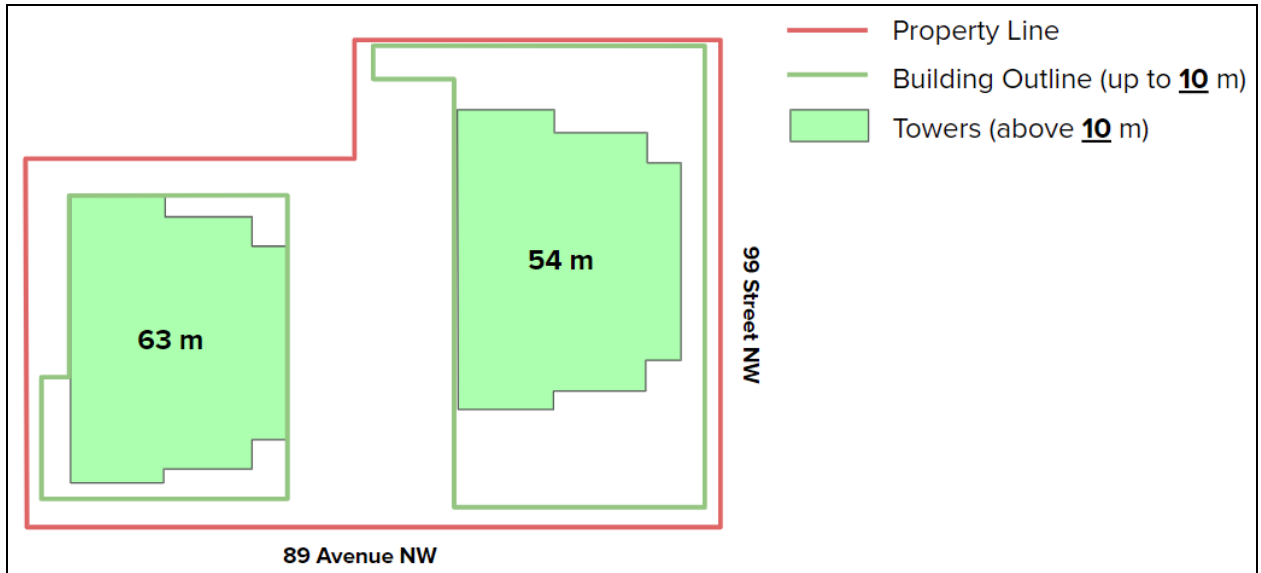 Property Line
Building Outline (up to 10 m)
Towers (above 10 m)
54 m
63 m
99 Street NW
89 Avenue NW